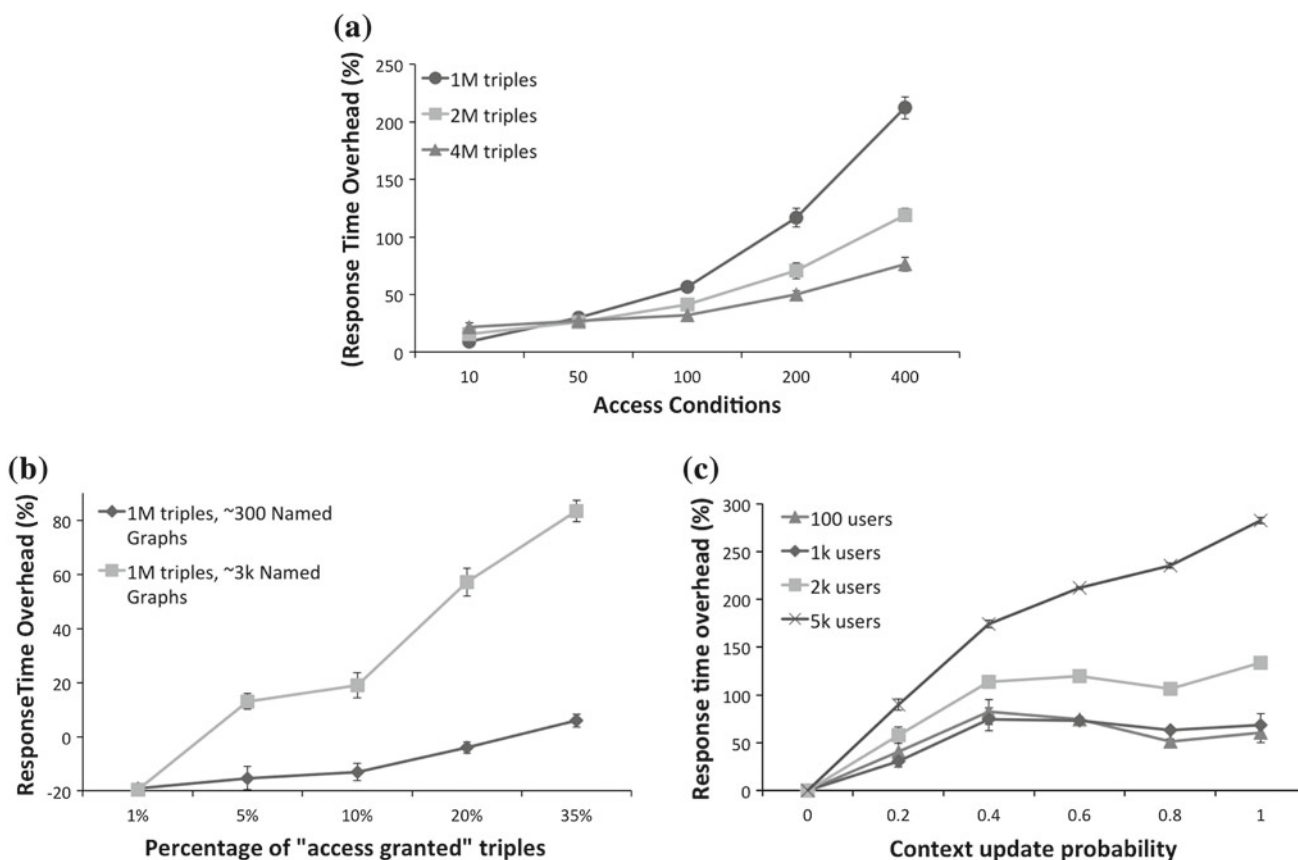 (a)
(Response Time Overhead (%)
250
200
150
100
50
0
1M triples
2M triples
4M triples
10 50 100 200 400
Access Conditions
(b)
ResponseTime Overhead (%)
80
60
40
20
0
-20
1M triples, ~300 Named
Graphs
1M triples, ~3k Named
Graphs
1% 5% 10% 20% 35%
Percentage of "access granted" triples
(c)
Response time overhead (%)
300
250
200
150
100
50
0
100 users
1k users
2k users
5k users
0 0.2 0.4 0.6 0.8 1
Context update probability